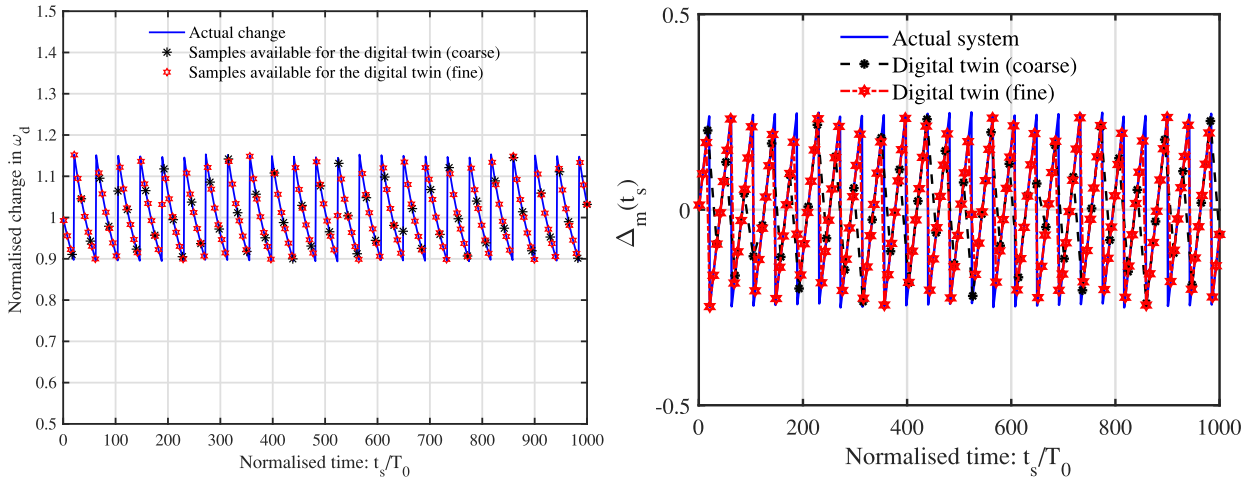 1.5
1.4
1.3
1.2
1.1
1
0.9
0.8
0.7
0.6
0.5
Normalised change in ω_d
Actual change
Samples available for the digital twin (coarse)
Samples available for the digital twin (fine)
0 100 200 300 400 500 600 700 800 900 1000
Normalised time: t_s/T_0
0.5
0
-0.5
Δ_m(t_s)
Actual system
Digital twin (coarse)
Digital twin (fine)
0 200 400 600 800 1000
Normalised time: t_s/T_0